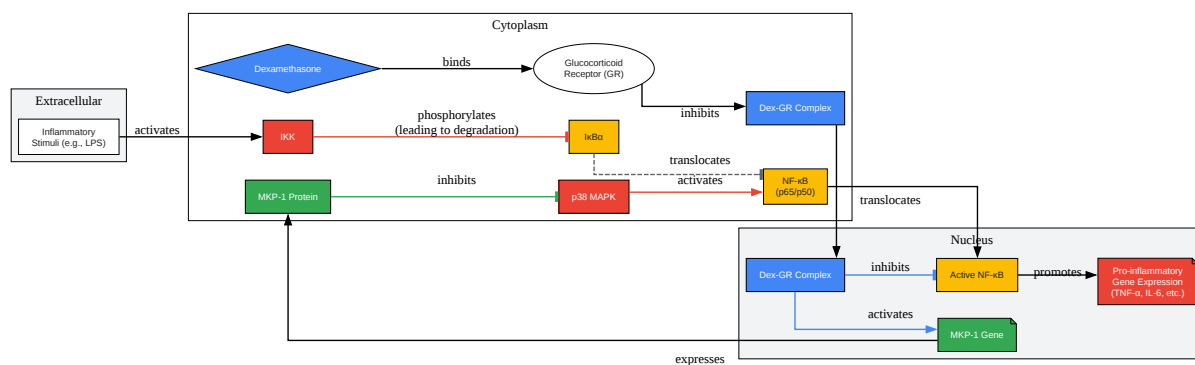 Cytoplasm
Dexamethasone
binds
Glucocorticoid
Receptor (GR)
Extracellular
Inflammatory
Stimuli (e.g., LPS)
activates
inhibits
Dex-GR Complex
IKK
phosphorylates
(leading to degradation)
IκBα
translocates
MKP-1 Protein
inhibits
p38 MAPK
activates
NF-κB
(p65/p50)
translocates
Nucleus
Dex-GR Complex
inhibits
Active NF-κB
promotes
Pro-inflammatory
Gene Expression
(TNF-α, IL-6, etc.)
activates
MKP-1 Gene
expresses